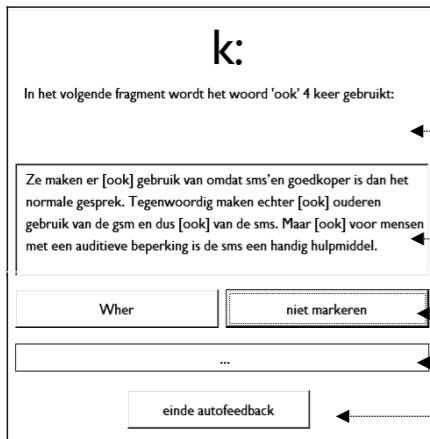 k:
In het volgende fragment wordt het woord 'ook' 4 keer gebruikt:
Ze maken er [ook] gebruik van omdat sms'en goedkoper is dan het
normale gesprek. Tegenwoordig maken echter [ook] ouderen
gebruik van de gsm en dus [ook] van de sms. Maar [ook] voor mensen
met een auditieve beperking is de sms een handig hulpmiddel.
Wher
niet markeren
...
einde autofeedback